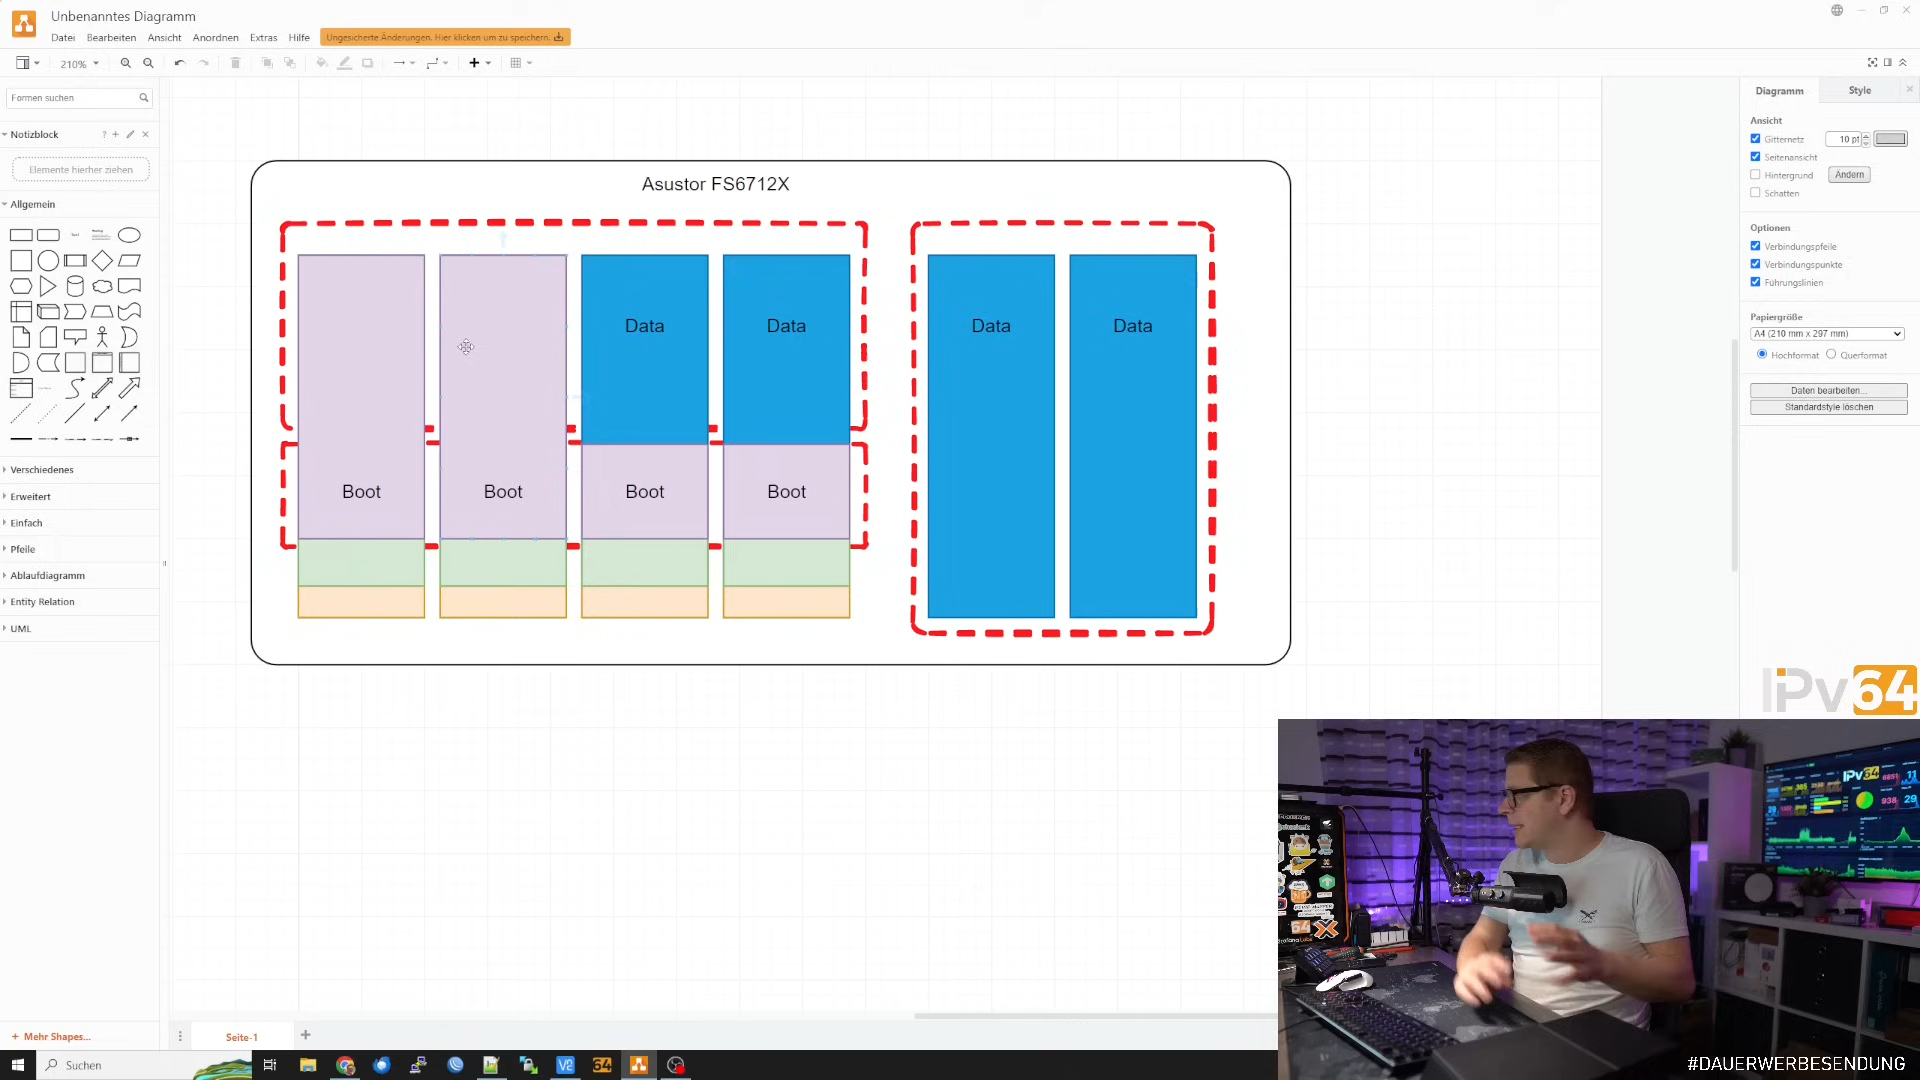 Unbenanntes Diagramm
Datei Bearbeiten Ansicht Anordnen Extras Hilfe Ungesicherte Änderungen. Hier klicken um zu speichern.
210%
Formen suchen
Notizblock
Elemente hierher ziehen
Allgemein
Verschiedenes
Erweitert
Einfach
Pfeile
Ablaufdiagramm
Entity Relation
UML
+ Mehr Shapes...
Asustor FS6712X
Data Data Data Data
Boot Boot Boot Boot
Diagramm Style
Ansicht
Gitternetz 10 pt
Seitenansicht
Hintergrund Ändern
Schatten
Optionen
Verbindungspfeile
Verbindungspunkte
Führungslinien
Papiergröße
A4 (210 mm x 297 mm)
Hochformat Querformat
Daten bearbeiten...
Standardstyle löschen
IPv64
IPv64
Seite-1
Suchen
64
#DAUERWERBESENDUNG